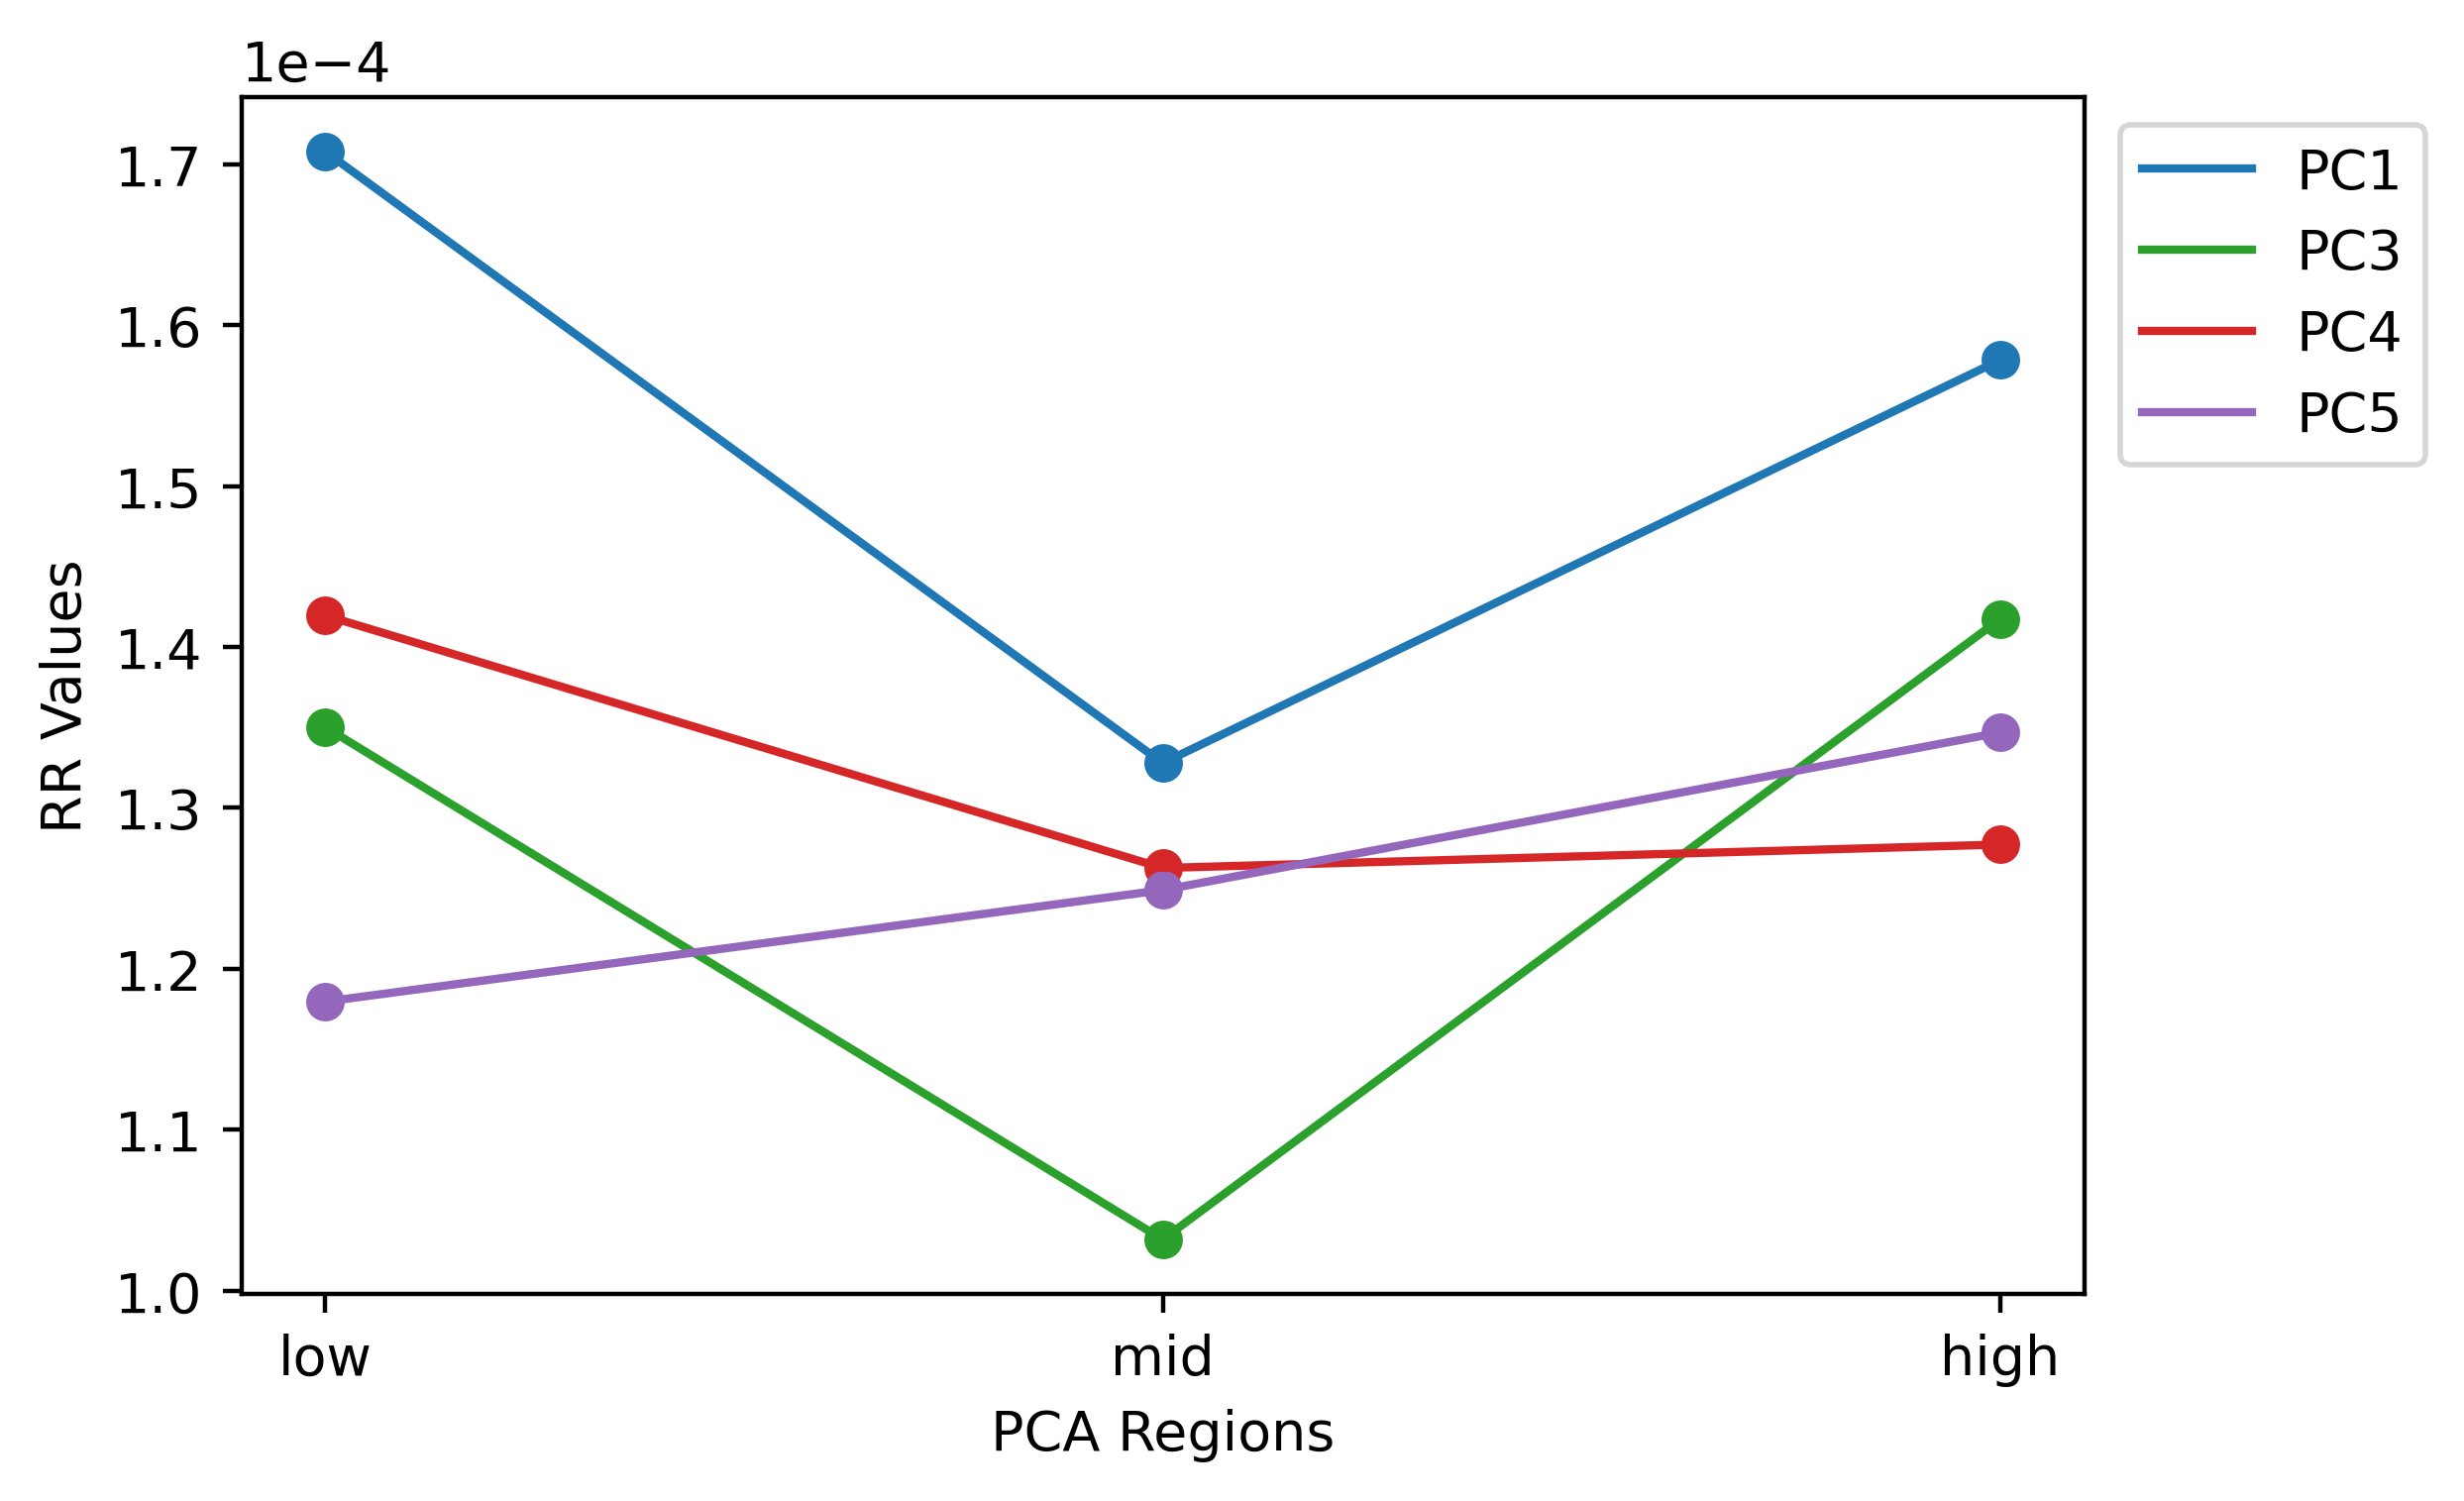 1e−4
1.7
1.6
1.5
1.4
1.3
1.2
1.1
1.0
RR Values
low
mid
high
PCA Regions
PC1
PC3
PC4
PC5